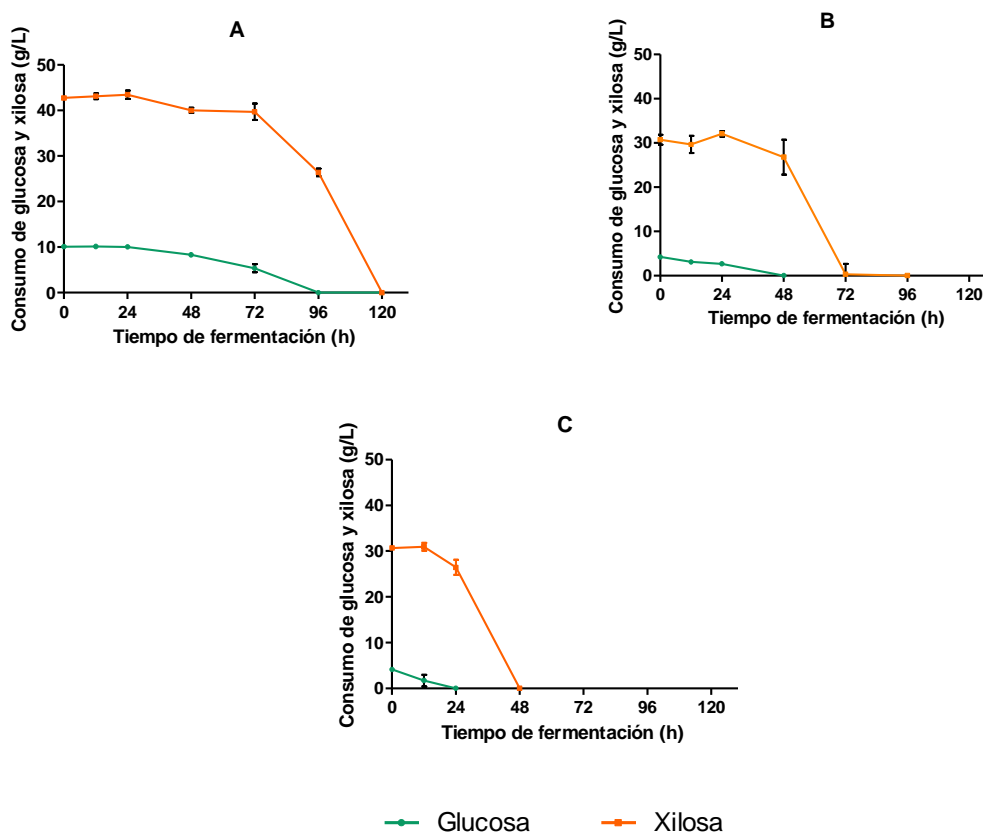 A
Consumo de glucosa y xilosa (g/L)
50
40
30
20
10
0
0 24 48 72 96 120
Tiempo de fermentación (h)
B
Consumo de glucosa y xilosa (g/L)
50
40
30
20
10
0
0 24 48 72 96 120
Tiempo de fermentación (h)
C
Consumo de glucosa y xilosa (g/L)
50
40
30
20
10
0
0 24 48 72 96 120
Tiempo de fermentación (h)
Glucosa Xilosa